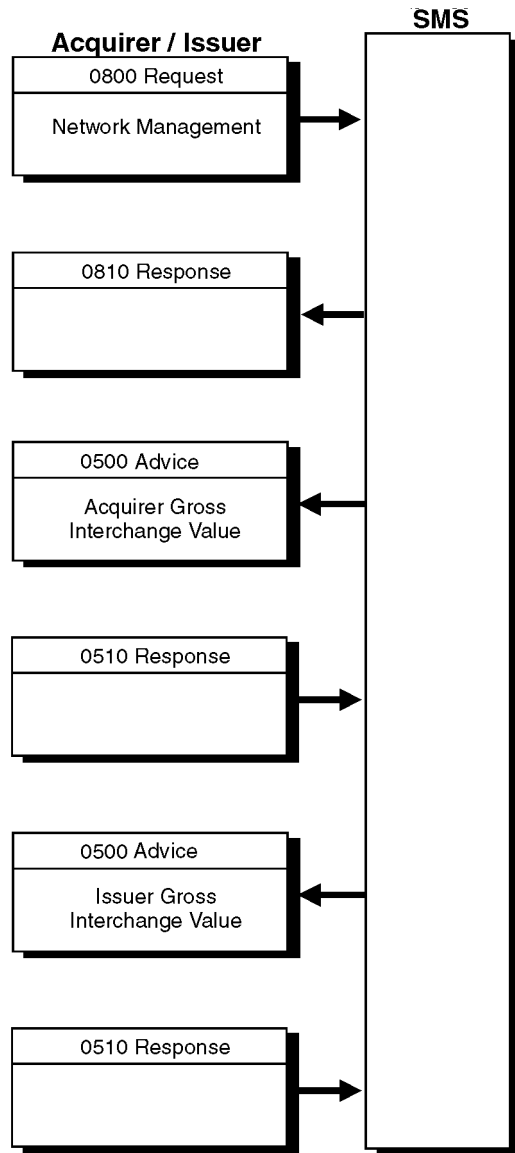 SMS
Acquirer / Issuer
0800 Request
Network Management
0810 Response
0500 Advice
Acquirer Gross
Interchange Value
0510 Response
0500 Advice
Issuer Gross
Interchange Value
0510 Response